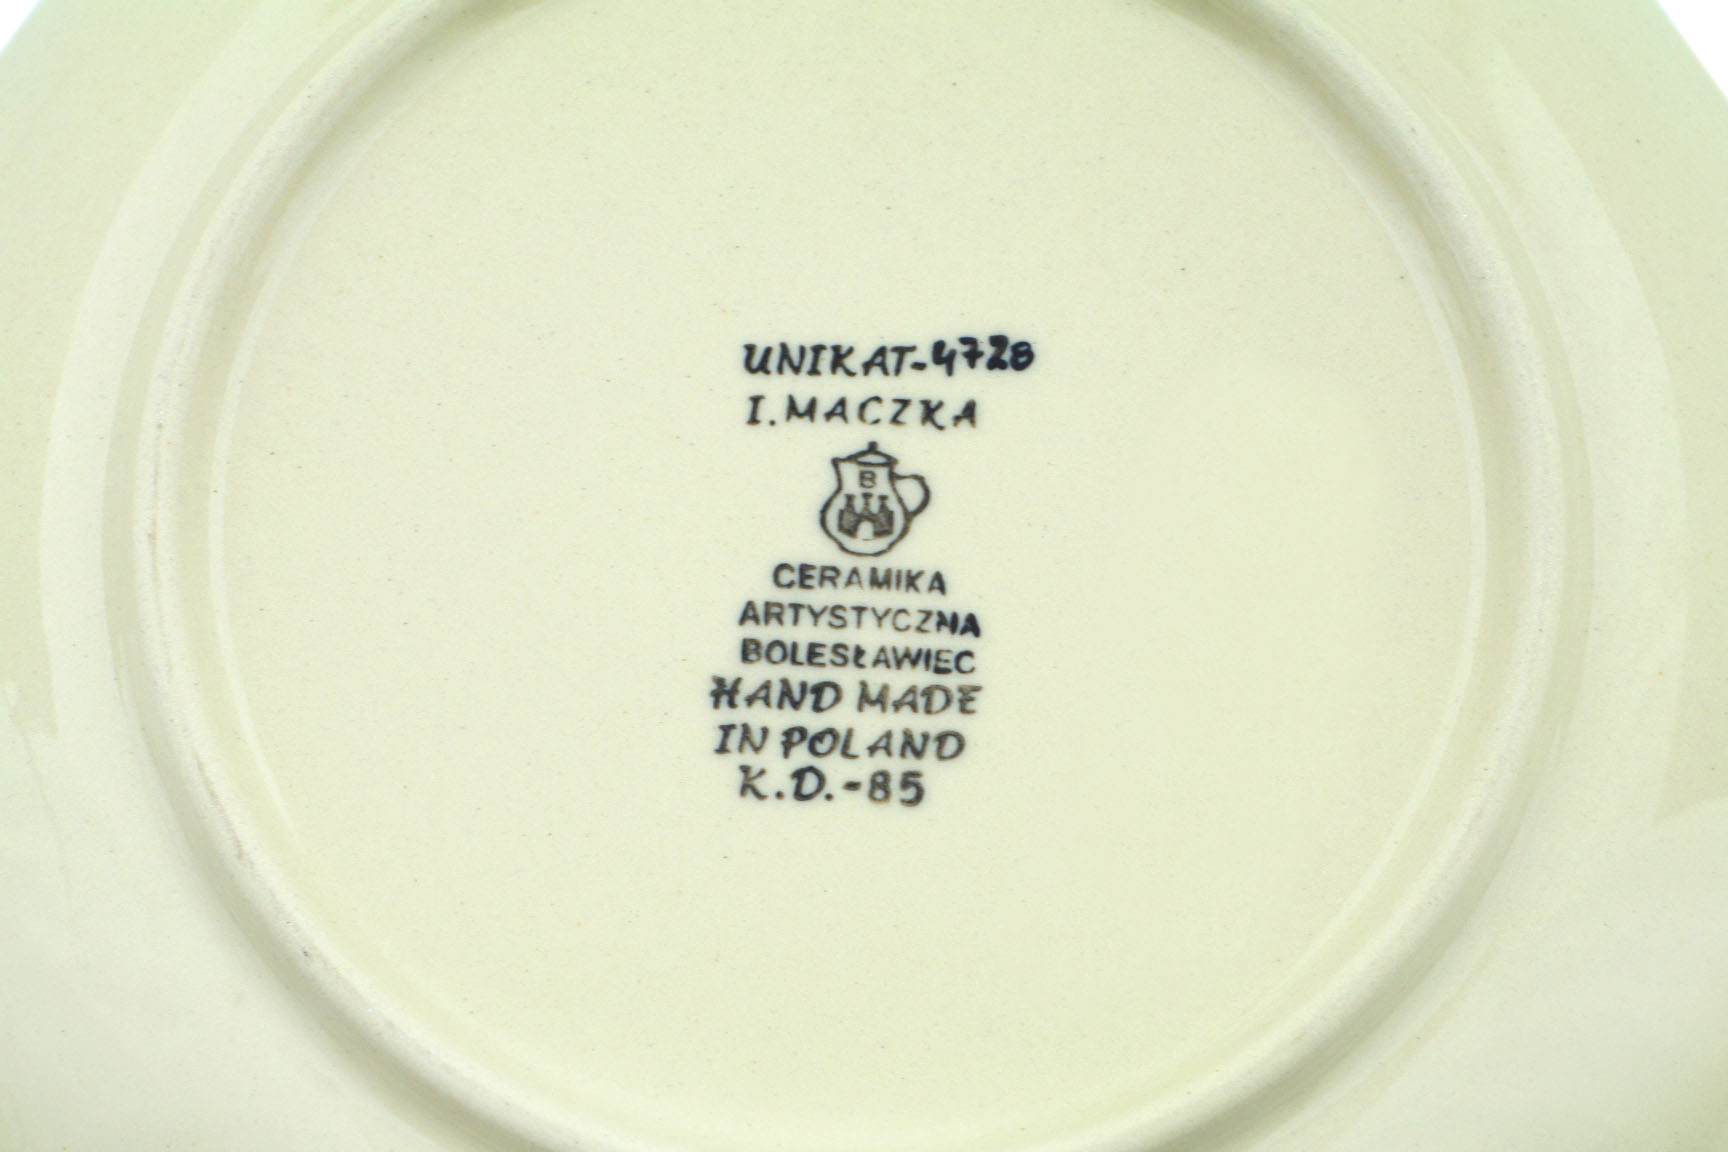 UNIKAT-4728
I. MACZKA
B
CERAMIKA
ARTYSTYCZNA
BOLESŁAWIEC
HAND MADE
IN POLAND
K.D.-85